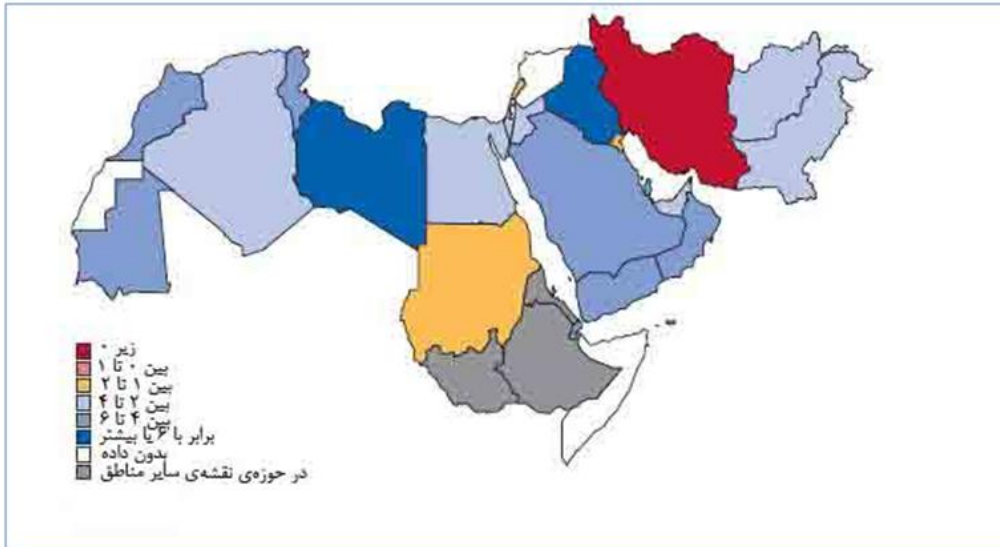 زیر ۰
بین ۰ تا ۱
بین ۱ تا ۲
بین ۲ تا ۴
بین ۴ تا ۶
برابر با ۶ یا بیشتر
بدون داده
در حوزه‌ی نقشه‌ی سایر مناطق